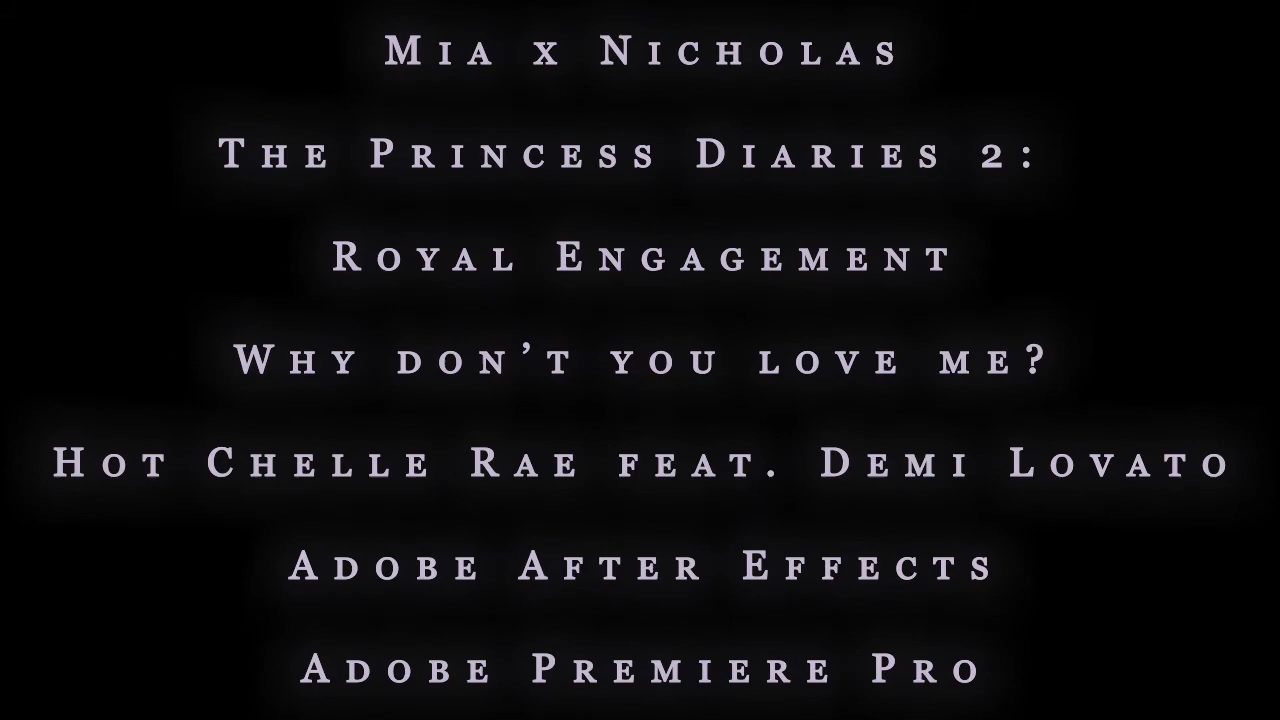 Mia x Nicholas
The Princess Diaries 2:
Royal Engagement
Why don't you love me?
Hot Chelle Rae feat. Demi Lovato
Adobe After Effects
Adobe Premiere Pro